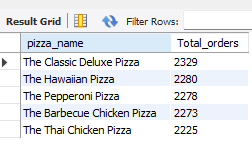 Result Grid Filter Rows:
pizza_name Total_orders
The Classic Deluxe Pizza 2329
The Hawaiian Pizza 2280
The Pepperoni Pizza 2278
The Barbecue Chicken Pizza 2273
The Thai Chicken Pizza 2225